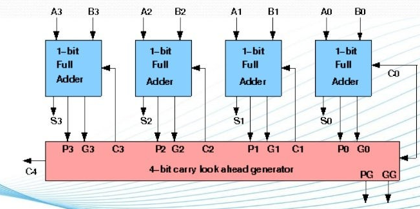 A3 B3 A2 B2 A1 B1 A0 B0
1-bit Full Adder
1-bit Full Adder
1-bit Full Adder
1-bit Full Adder
C0
S3 S2 S1 S0
P3 G3 C3 P2 G2 C2 P1 G1 C1 P0 G0
C4
4-bit carry look ahead generator
PG GG